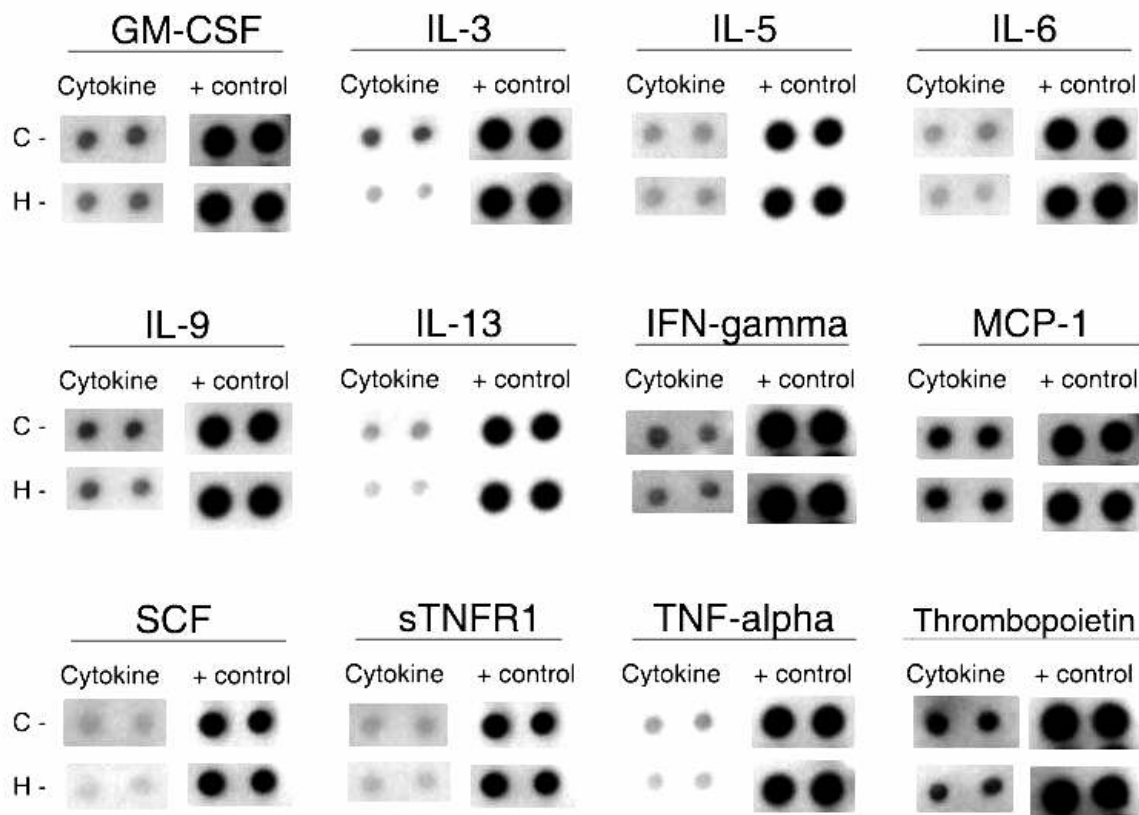 GM-CSF IL-3 IL-5 IL-6
Cytokine + control Cytokine + control Cytokine + control Cytokine + control
C -
H -
IL-9 IL-13 IFN-gamma MCP-1
Cytokine + control Cytokine + control Cytokine + control Cytokine + control
C -
H -
SCF sTNFR1 TNF-alpha Thrombopoietin
Cytokine + control Cytokine + control Cytokine + control Cytokine + control
C -
H -